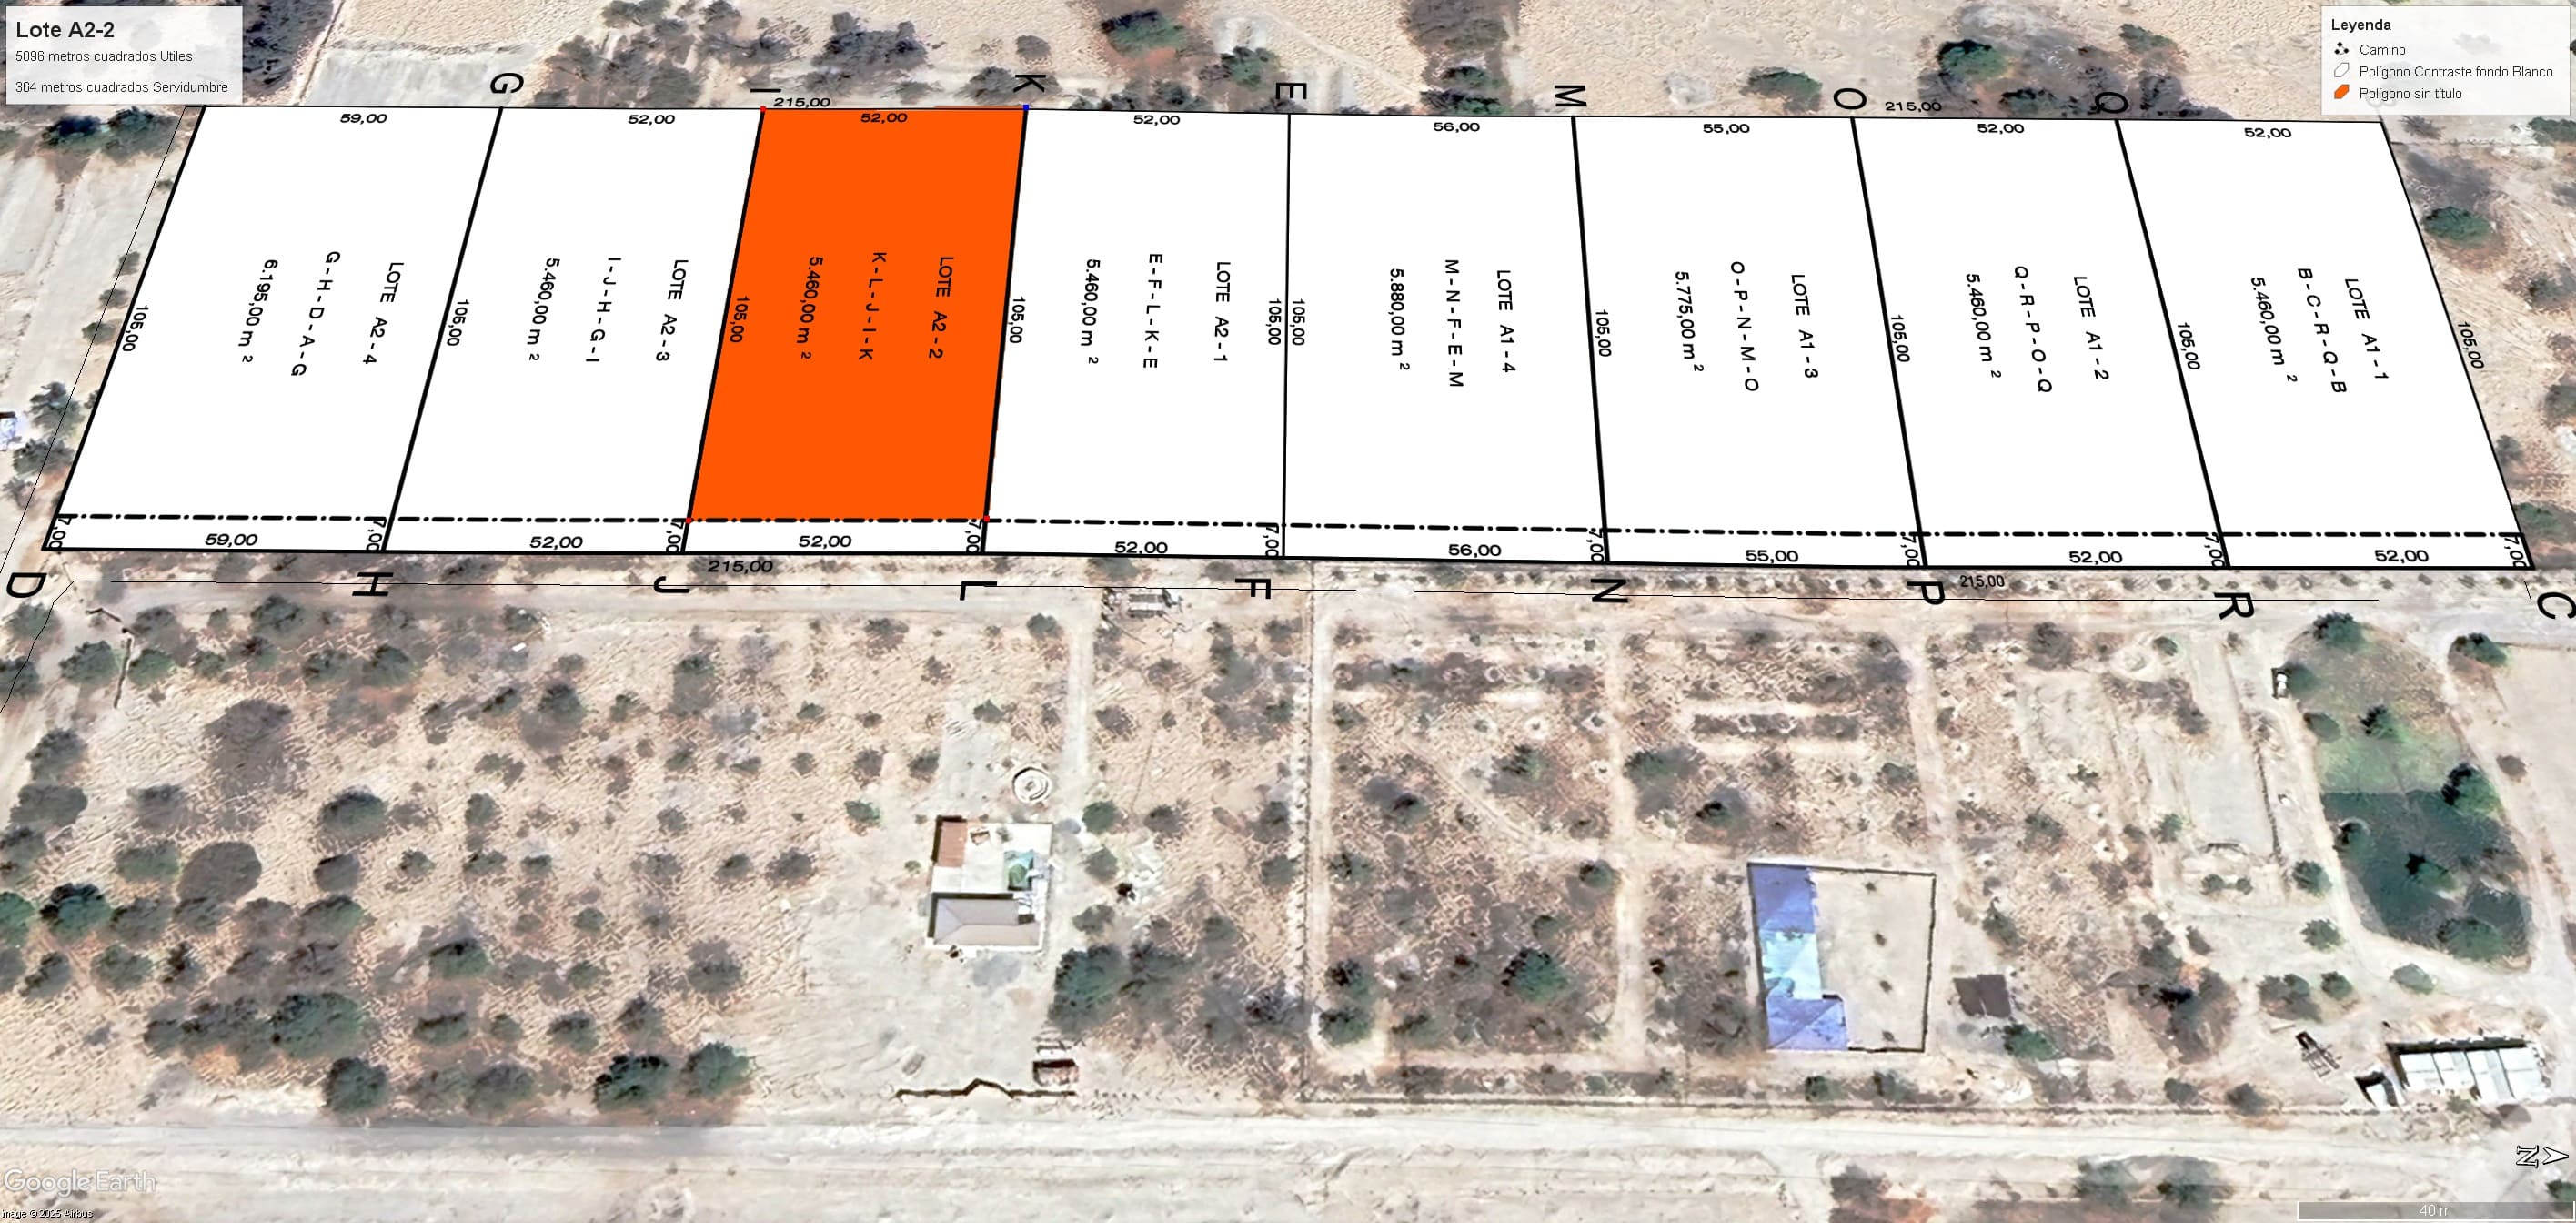 Lote A2-2
5096 metros cuadrados Utiles
364 metros cuadrados Servidumbre
Leyenda
Camino
Polígono Contraste fondo Blanco
Polígono sin título
G
I
K
E
M
O
Q
215,00
215,00
59,00
52,00
52,00
52,00
56,00
55,00
52,00
52,00
105,00
LOTE A2 - 4
G - H - D - A - G
6.195,00 m 2
105,00
LOTE A2 - 3
I - J - H - G - I
5.460,00 m 2
105,00
LOTE A2 - 2
K - L - J - I - K
5.460,00 m 2
105,00
LOTE A2 - 1
E - F - L - K - E
5.460,00 m 2
105,00
105,00
LOTE A1 - 4
M - N - F - E - M
5.880,00 m 2
105,00
LOTE A1 - 3
O - P - N - M - O
5.775,00 m 2
105,00
LOTE A1 - 2
Q - R - P - O - Q
5.460,00 m 2
105,00
LOTE A1 - 1
B - C - R - Q - B
5.460,00 m 2
105,00
7,00
7,00
7,00
7,00
7,00
7,00
7,00
7,00
7,00
59,00
52,00
52,00
52,00
56,00
55,00
52,00
52,00
215,00
215,00
D
H
J
L
F
N
P
R
C
N
Google Earth
Image © 2025 Airbus
40 m